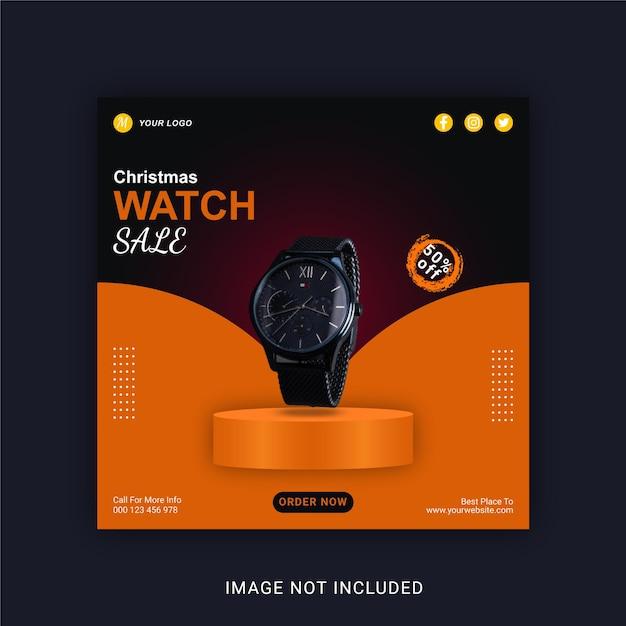 M YOUR LOGO
Christmas
WATCH
SALE
50%
off
XII
ORDER NOW
Call For More Info
000 123 456 978
Best Place To
www.yourwebsite.com
IMAGE NOT INCLUDED